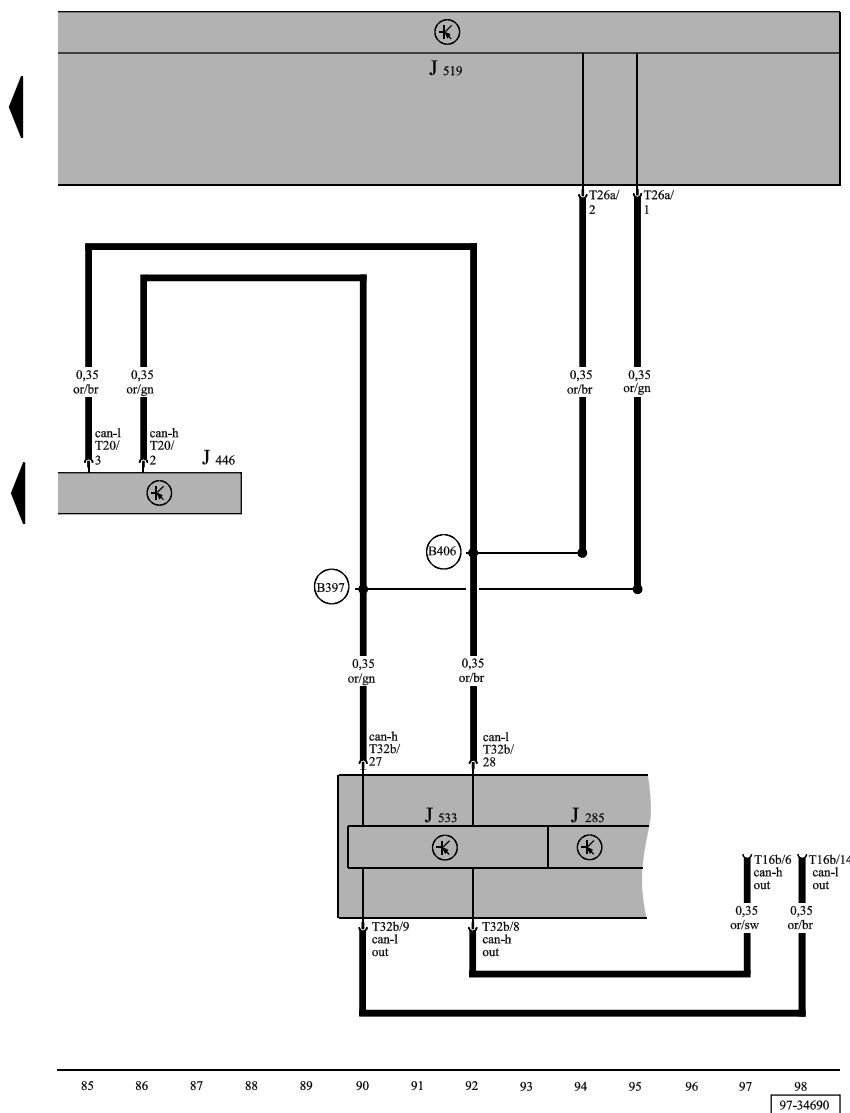 J 519
T26a/
2
T26a/
1
0,35
or/br
0,35
or/gn
0,35
or/br
0,35
or/gn
can-l
T20/
3
can-h
T20/
2
J 446
B406
B397
0,35
or/gn
0,35
or/br
can-h
T32b/
27
can-l
T32b/
28
J 533
J 285
T16b/6
can-h
out
T16b/14
can-l
out
0,35
or/sw
0,35
or/br
T32b/9
can-l
out
T32b/8
can-h
out
85 86 87 88 89 90 91 92 93 94 95 96 97 98
97-34690